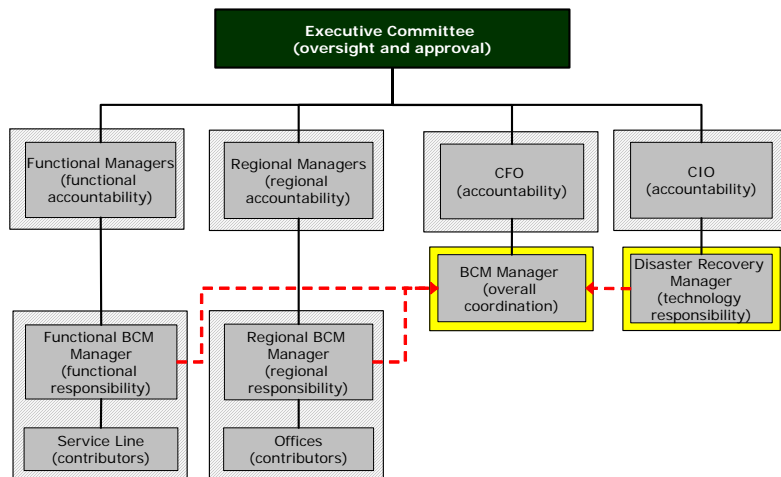 Executive Committee
(oversight and approval)
Functional Managers
(functional
accountability)
Regional Managers
(regional
accountability)
CFO
(accountability)
CIO
(accountability)
BCM Manager
(overall
coordination)
Disaster Recovery
Manager
(technology
responsibility)
Functional BCM
Manager
(functional
responsibility)
Regional BCM
Manager
(regional
responsibility)
Service Line
(contributors)
Offices
(contributors)